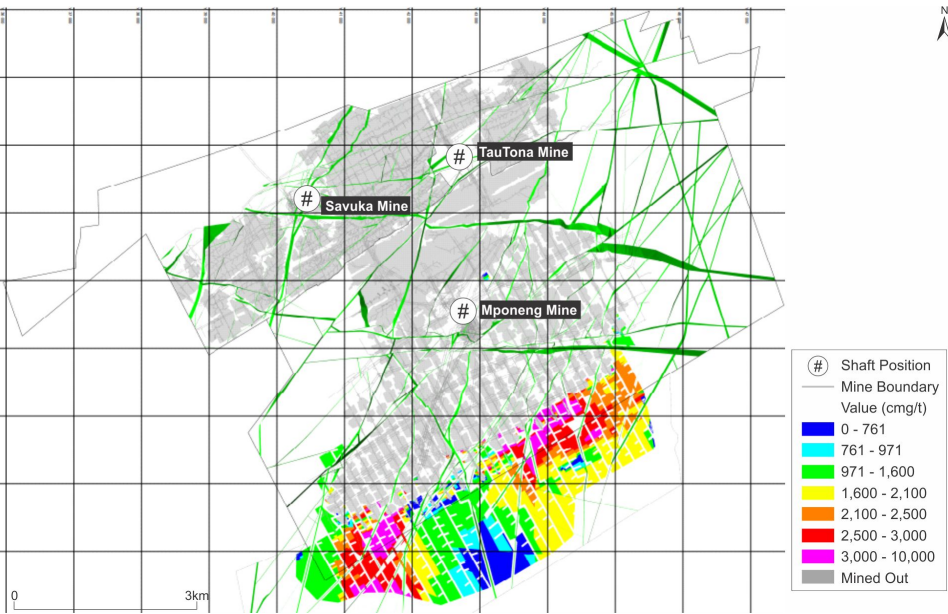 N
# TauTona Mine
# Savuka Mine
# Mponeng Mine
# Shaft Position
Mine Boundary
Value (cmg/t)
0 - 761
761 - 971
971 - 1,600
1,600 - 2,100
2,100 - 2,500
2,500 - 3,000
3,000 - 10,000
Mined Out
0 3km